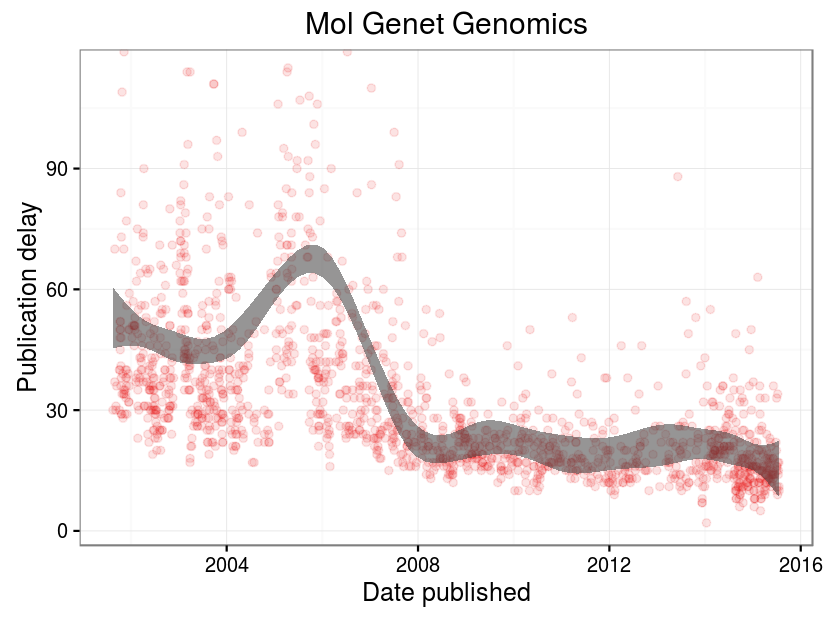 Mol Genet Genomics
Publication delay
90
60
30
0
2004
2008
2012
2016
Date published